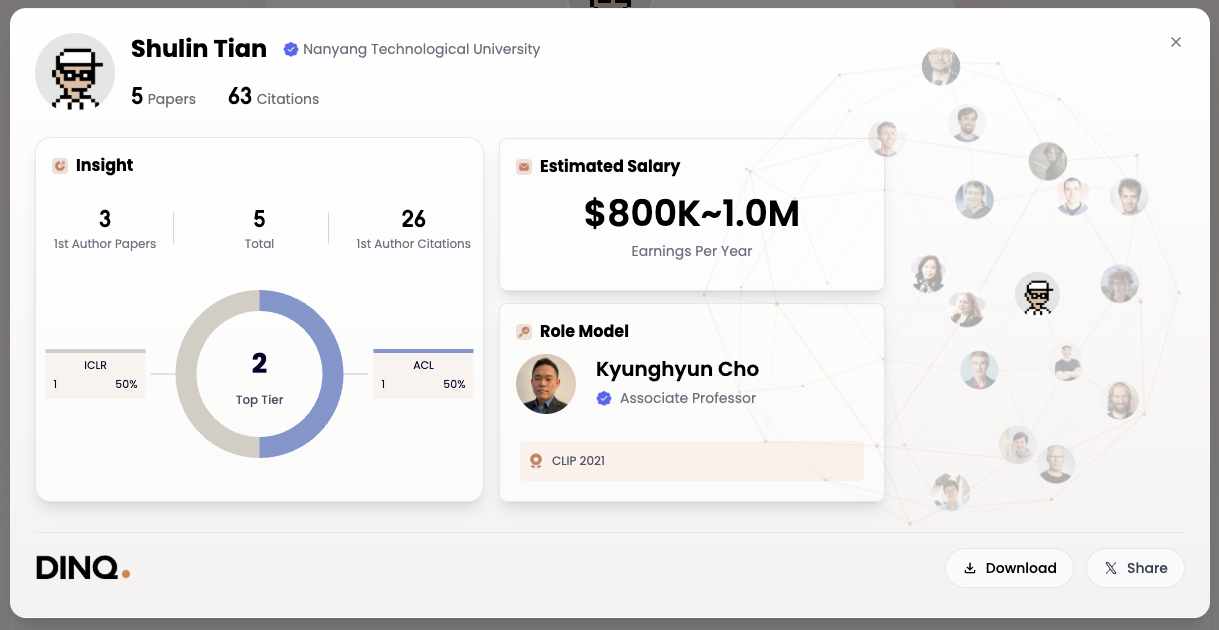 Shulin Tian Nanyang Technological University
5 Papers 63 Citations
Insight
3 5 26
1st Author Papers Total 1st Author Citations
ICLR
1 50%
2
Top Tier
ACL
1 50%
Estimated Salary
$800K~1.0M
Earnings Per Year
Role Model
Kyunghyun Cho
Associate Professor
CLIP 2021
DINQ.
Download
Share